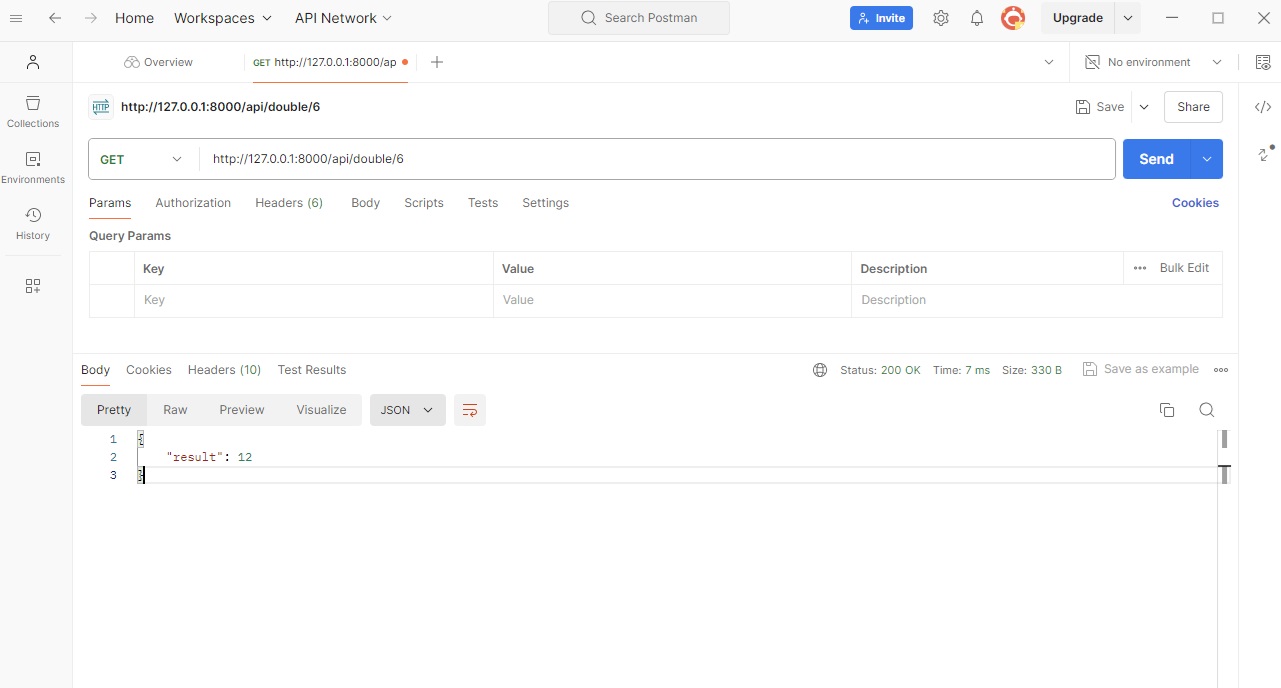 Home Workspaces API Network Search Postman Invite Upgrade
Overview GET http://127.0.0.1:8000/ap No environment
HTTP http://127.0.0.1:8000/api/double/6 Save Share
Collections
GET http://127.0.0.1:8000/api/double/6 Send
Environments
Params Authorization Headers (6) Body Scripts Tests Settings Cookies
History
Query Params
Key Value Description Bulk Edit
Key Value Description
Body Cookies Headers (10) Test Results Status: 200 OK Time: 7 ms Size: 330 B Save as example
Pretty Raw Preview Visualize JSON
1 {
2 "result": 12
3 }